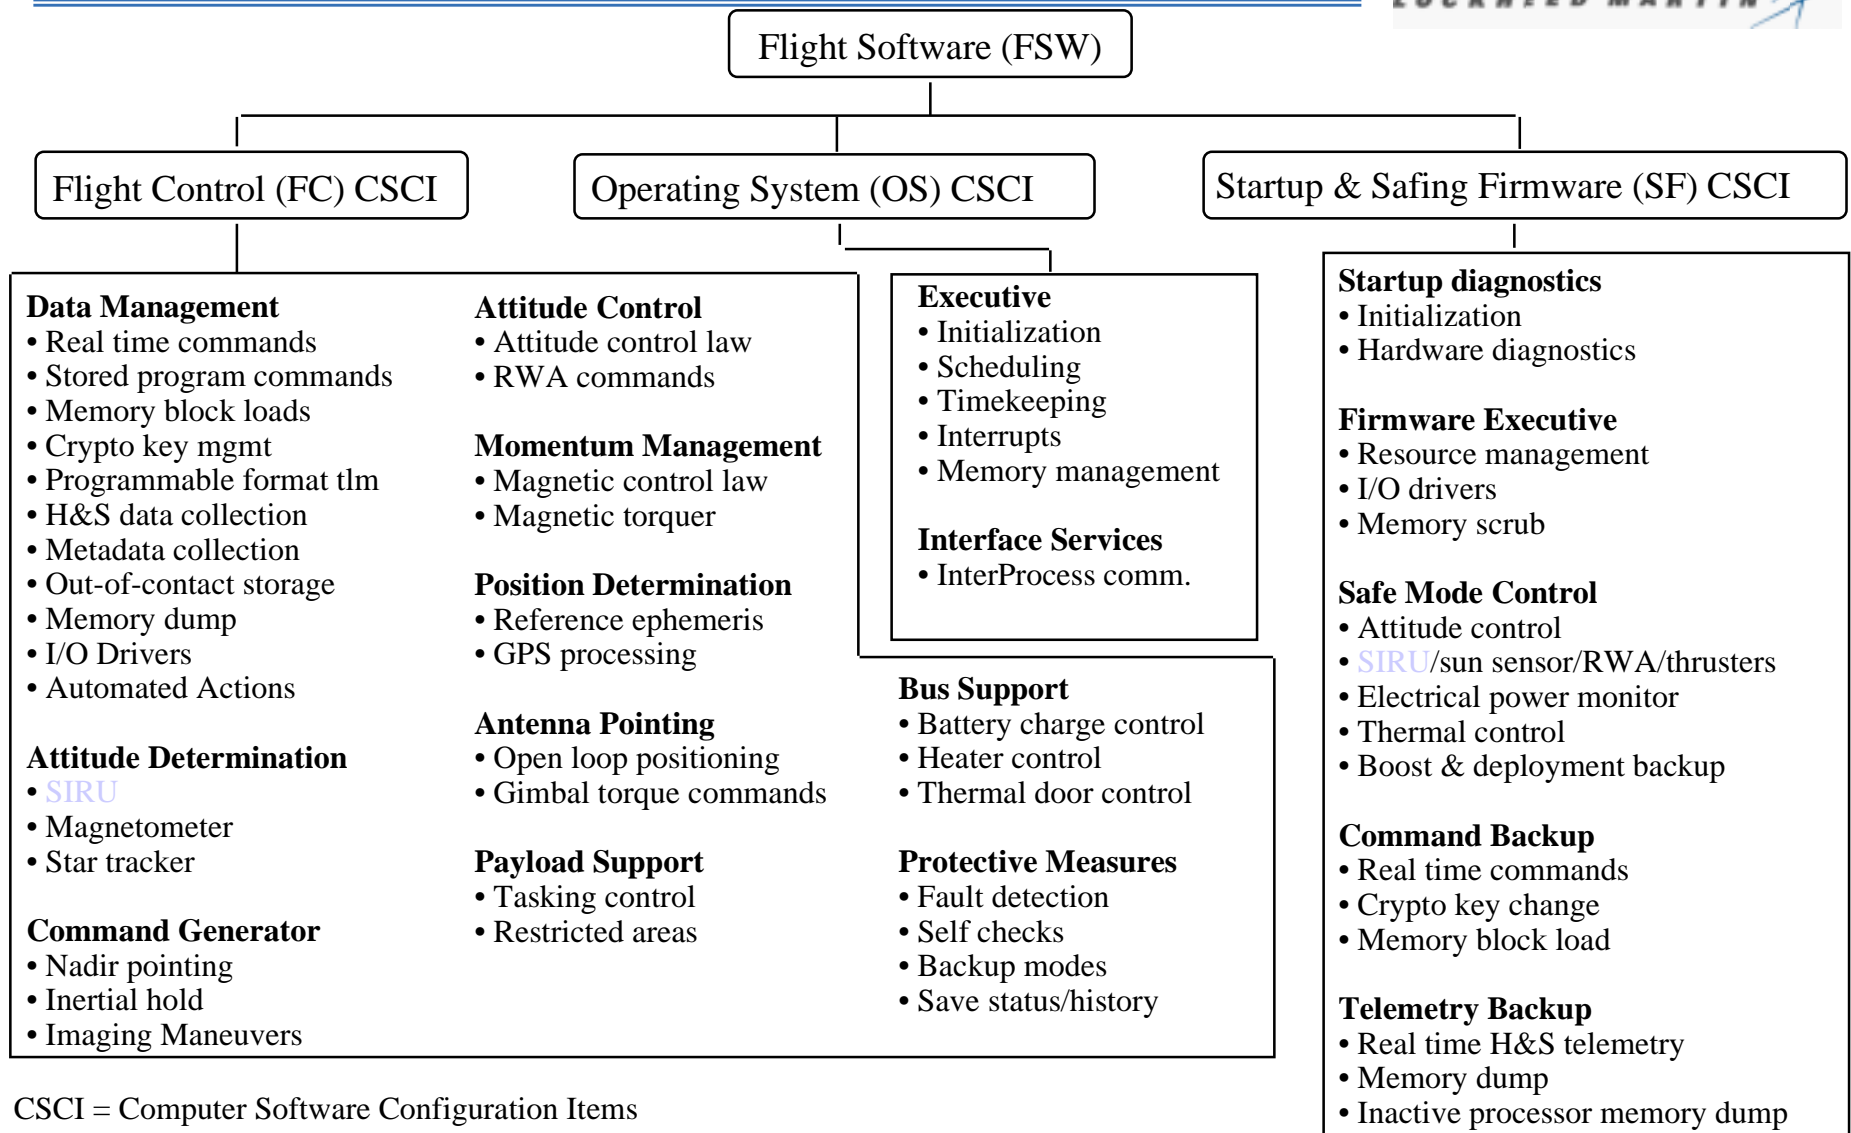 LOCKHEED MARTIN
Flight Software (FSW)
Flight Control (FC) CSCI
Operating System (OS) CSCI
Startup & Safing Firmware (SF) CSCI
Data Management
• Real time commands
• Stored program commands
• Memory block loads
• Crypto key mgmt
• Programmable format tlm
• H&S data collection
• Metadata collection
• Out-of-contact storage
• Memory dump
• I/O Drivers
• Automated Actions
Attitude Determination
• SIRU
• Magnetometer
• Star tracker
Command Generator
• Nadir pointing
• Inertial hold
• Imaging Maneuvers
Attitude Control
• Attitude control law
• RWA commands
Momentum Management
• Magnetic control law
• Magnetic torquer
Position Determination
• Reference ephemeris
• GPS processing
Antenna Pointing
• Open loop positioning
• Gimbal torque commands
Payload Support
• Tasking control
• Restricted areas
Bus Support
• Battery charge control
• Heater control
• Thermal door control
Protective Measures
• Fault detection
• Self checks
• Backup modes
• Save status/history
Executive
• Initialization
• Scheduling
• Timekeeping
• Interrupts
• Memory management
Interface Services
• InterProcess comm.
Startup diagnostics
• Initialization
• Hardware diagnostics
Firmware Executive
• Resource management
• I/O drivers
• Memory scrub
Safe Mode Control
• Attitude control
• SIRU/sun sensor/RWA/thrusters
• Electrical power monitor
• Thermal control
• Boost & deployment backup
Command Backup
• Real time commands
• Crypto key change
• Memory block load
Telemetry Backup
• Real time H&S telemetry
• Memory dump
• Inactive processor memory dump
CSCI = Computer Software Configuration Items